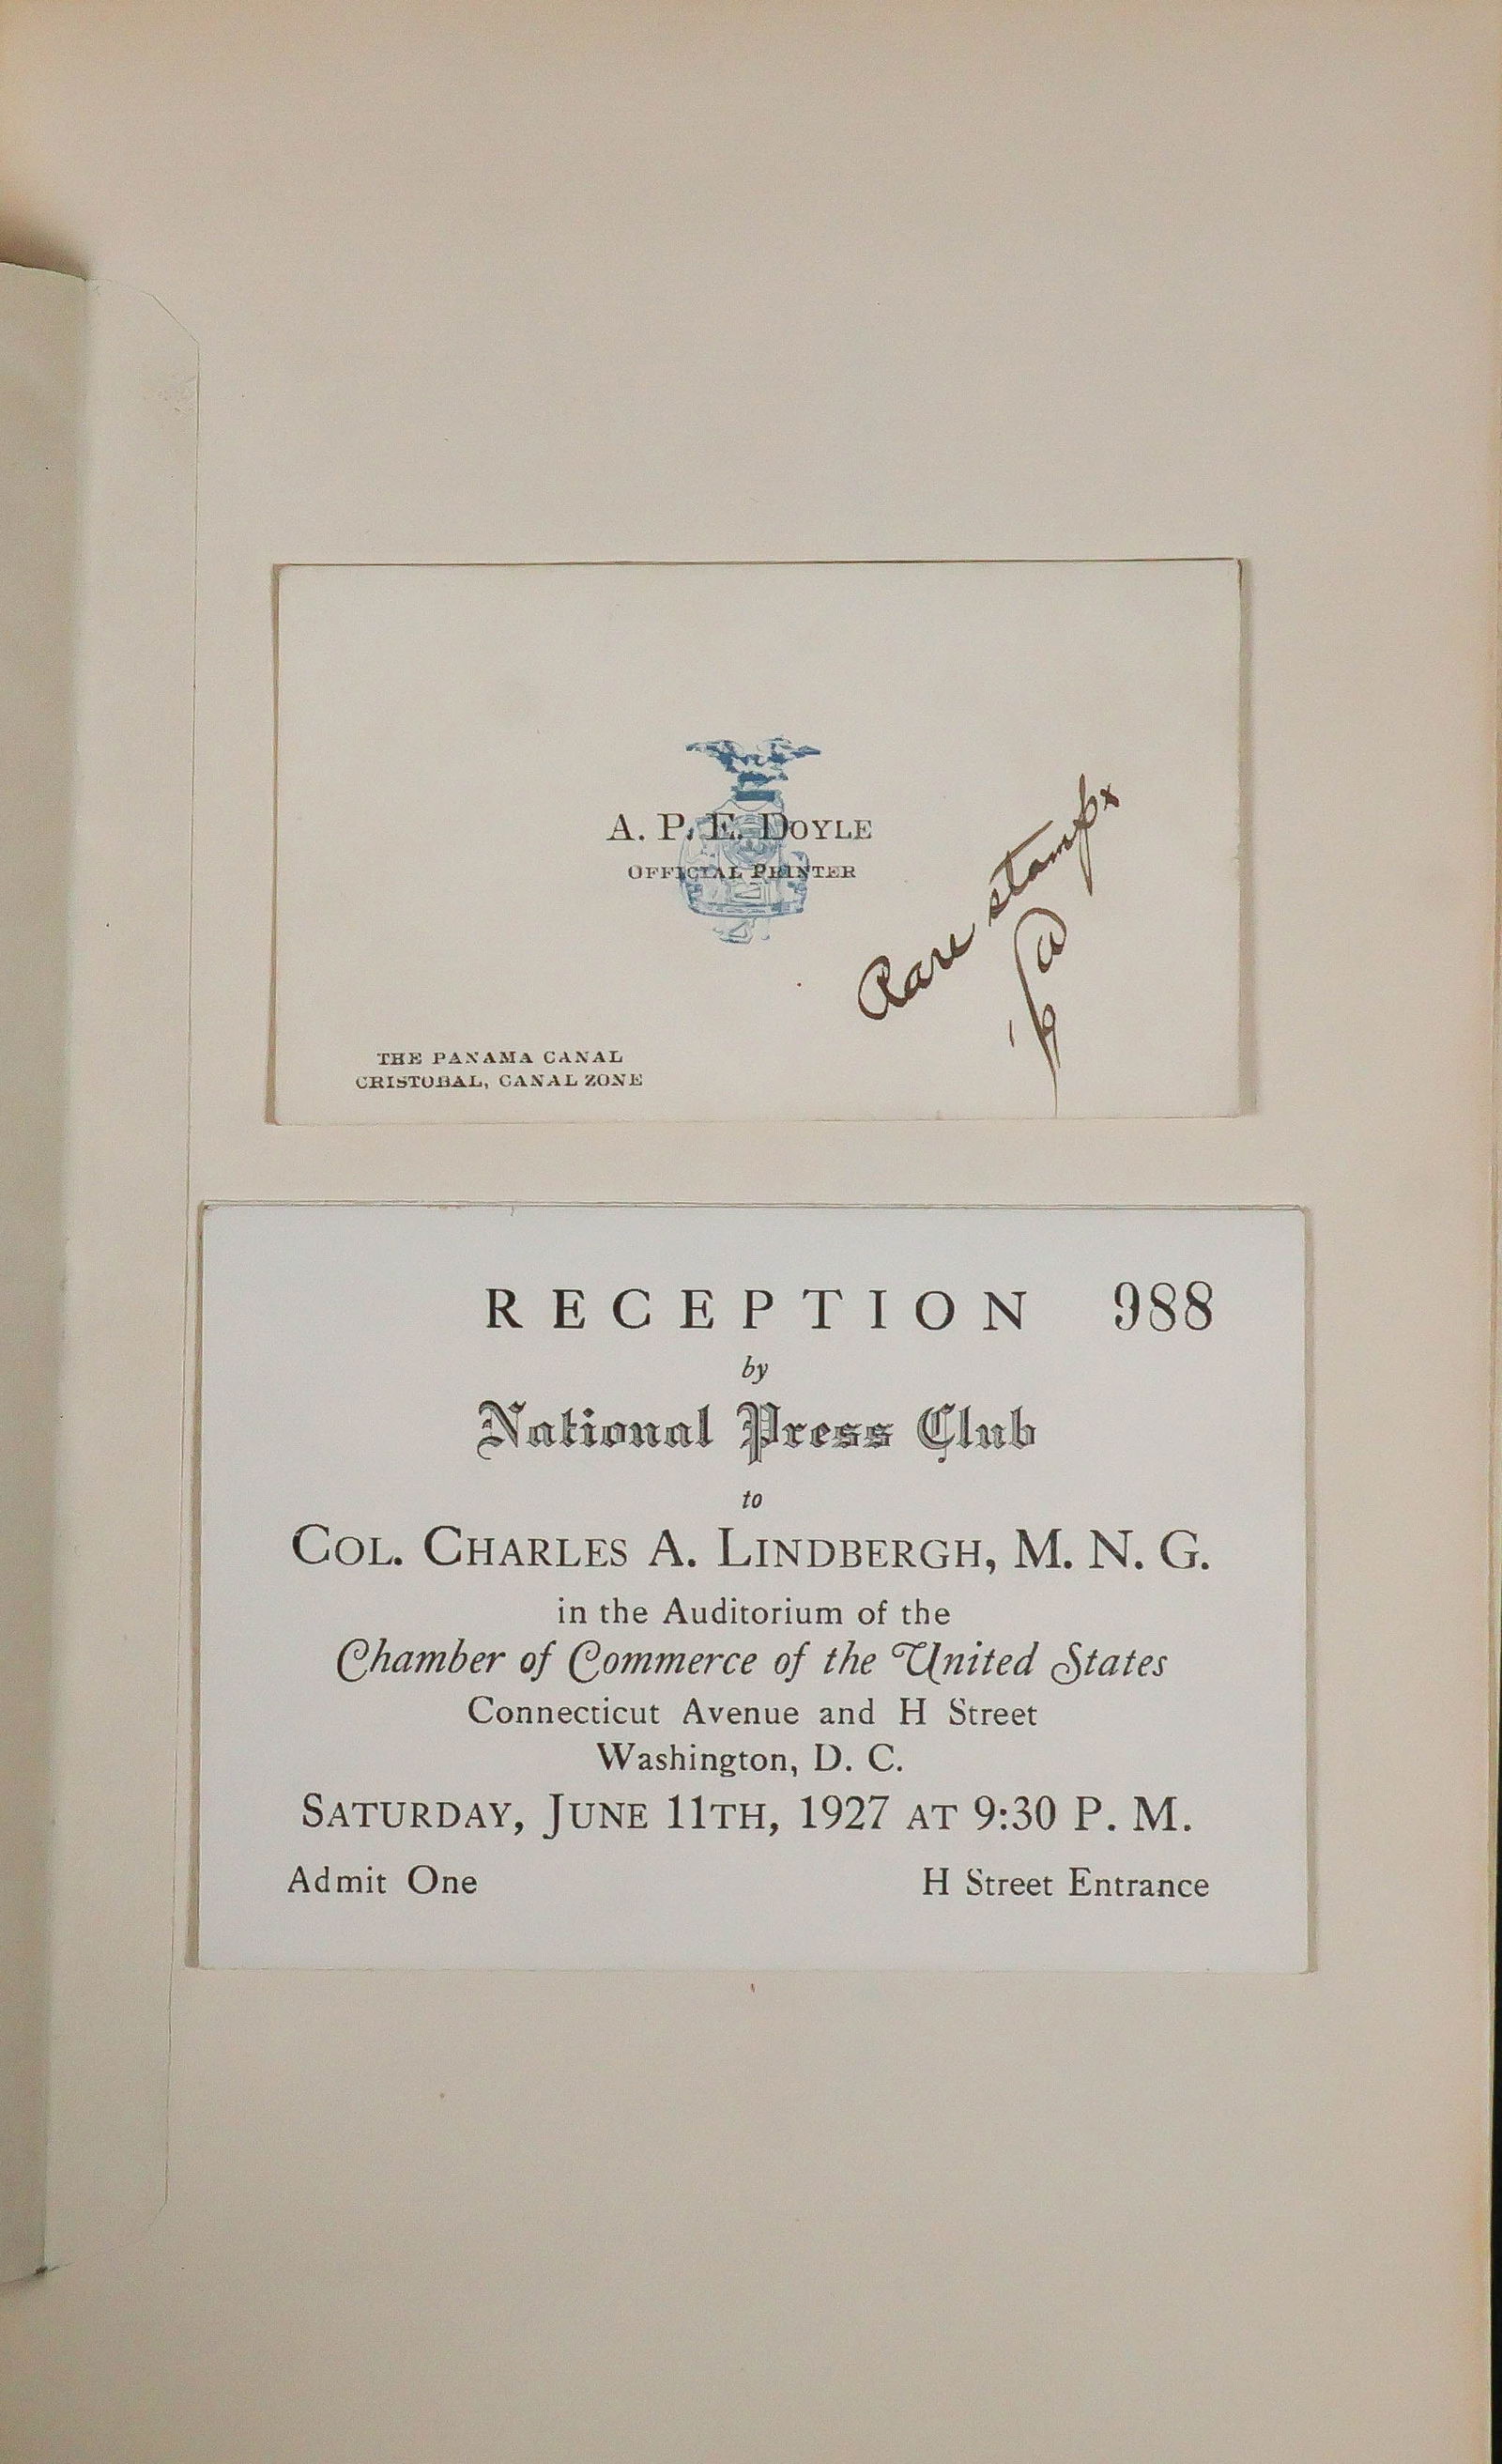 A. P. E. DOYLE
OFFICIAL PRINTER
Rare stamps
THE PANAMA CANAL
CRISTOBAL, CANAL ZONE
RECEPTION 988
by
National Press Club
to
COL. CHARLES A. LINDBERGH, M. N. G.
in the Auditorium of the
Chamber of Commerce of the United States
Connecticut Avenue and H Street
Washington, D. C.
SATURDAY, JUNE 11TH, 1927 AT 9:30 P. M.
Admit One H Street Entrance